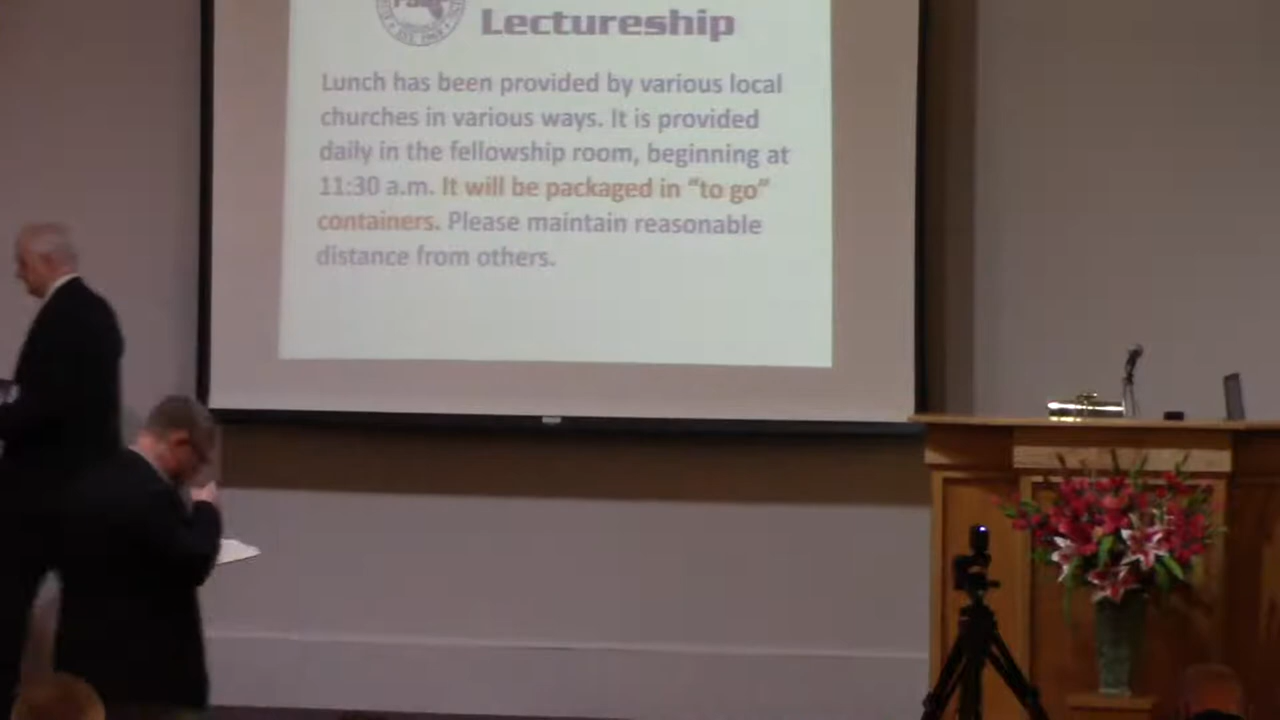 Lectureship
Lunch has been provided by various local
churches in various ways. It is provided
daily in the fellowship room, beginning at
11:30 a.m. It will be packaged in “to go”
containers. Please maintain reasonable
distance from others.